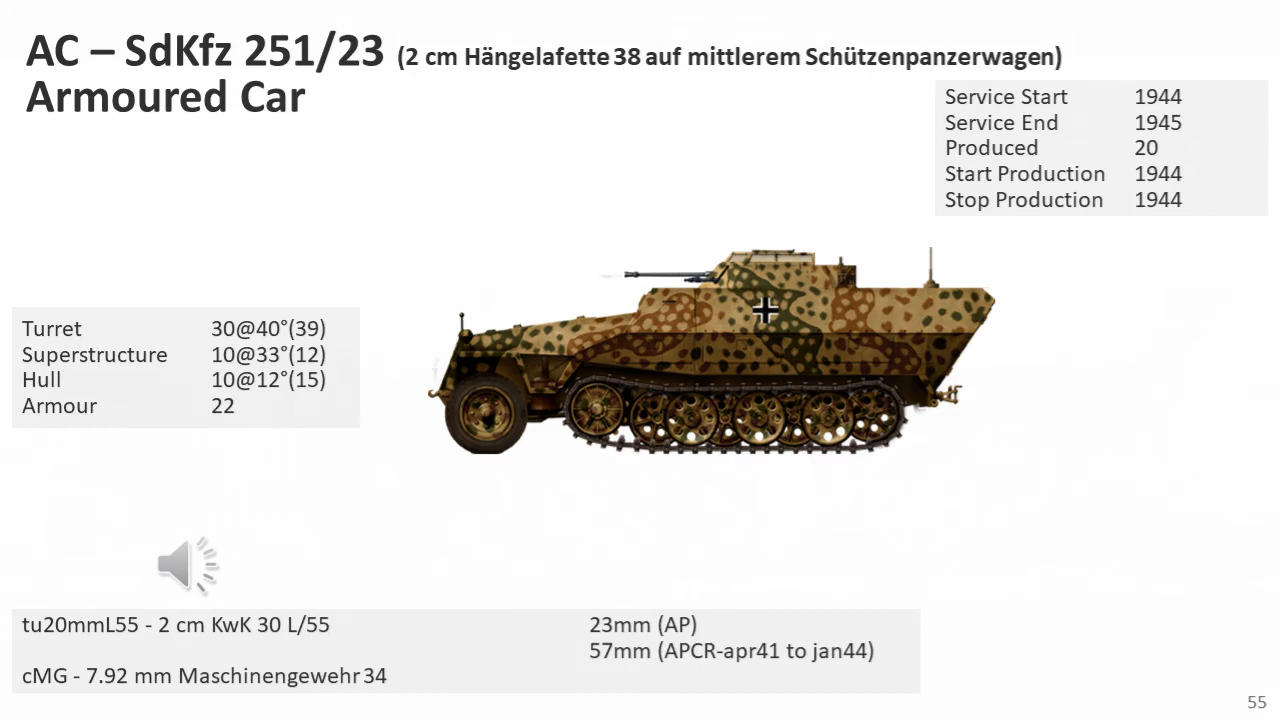 AC – SdKfz 251/23 (2 cm Hängelafette 38 auf mittlerem Schützenpanzerwagen)
Armoured Car
Service Start 1944
Service End 1945
Produced 20
Start Production 1944
Stop Production 1944
Turret 30@40°(39)
Superstructure 10@33°(12)
Hull 10@12°(15)
Armour 22
tu20mmL55 - 2 cm KwK 30 L/55 23mm (AP)
57mm (APCR-apr41 to jan44)
cMG - 7.92 mm Maschinengewehr 34
55